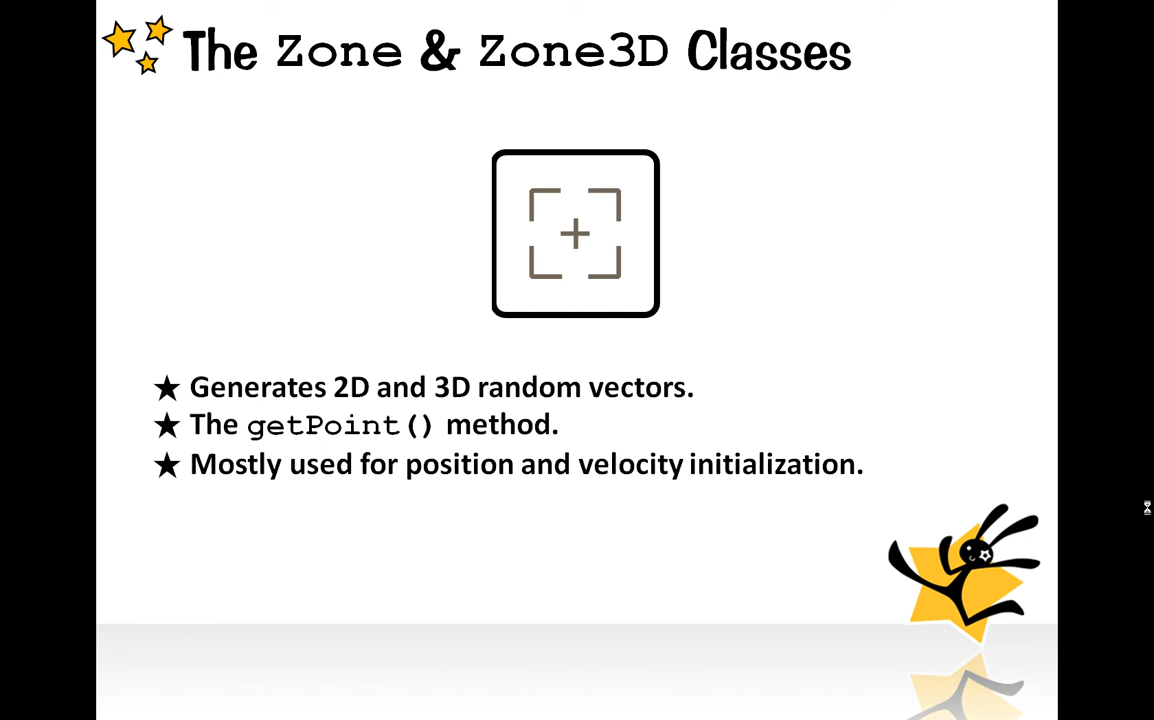 The Zone & Zone3D Classes
★ Generates 2D and 3D random vectors.
★ The getPoint() method.
★ Mostly used for position and velocity initialization.